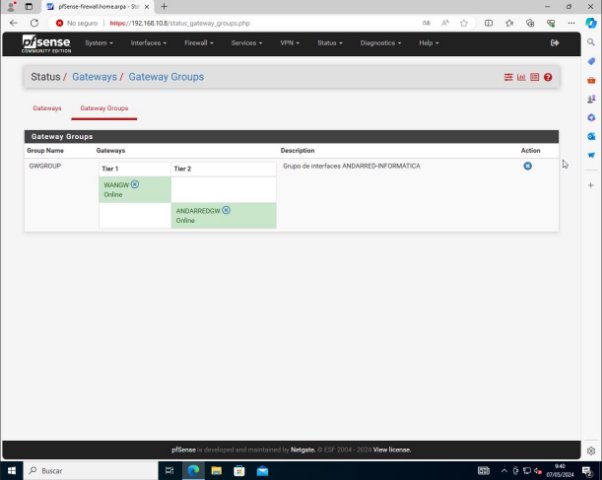 pfSense-firewall.home.arpa - Sta
No seguro https://192.168.10.8/status_gateway_groups.php
pfSense
COMMUNITY EDITION
System Interfaces Firewall Services VPN Status Diagnostics Help
Status / Gateways / Gateway Groups
Gateways Gateway Groups
Gateway Groups
Group Name Gateways Description Action
GWGROUP Tier 1 Tier 2 Grupo de interfaces ANDARRED-INFORMATICA
WANGW
Online
ANDARREDGW
Online
pfSense is developed and maintained by Netgate. © ESF 2004 - 2024 View license.
Buscar
9:40
07/05/2024